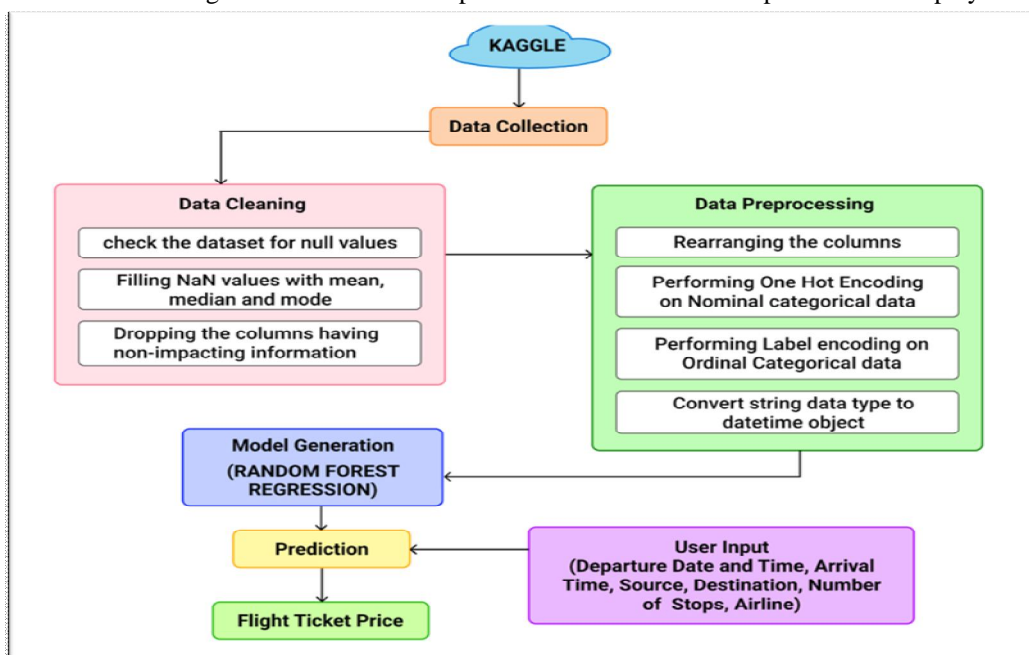 KAGGLE
Data Collection
Data Cleaning
check the dataset for null values
Filling NaN values with mean,
median and mode
Dropping the columns having
non-impacting information
Data Preprocessing
Rearranging the columns
Performing One Hot Encoding
on Nominal categorical data
Performing Label encoding on
Ordinal Categorical data
Convert string data type to
datetime object
Model Generation
(RANDOM FOREST
REGRESSION)
Prediction
User Input
(Departure Date and Time, Arrival
Time, Source, Destination, Number
of Stops, Airline)
Flight Ticket Price